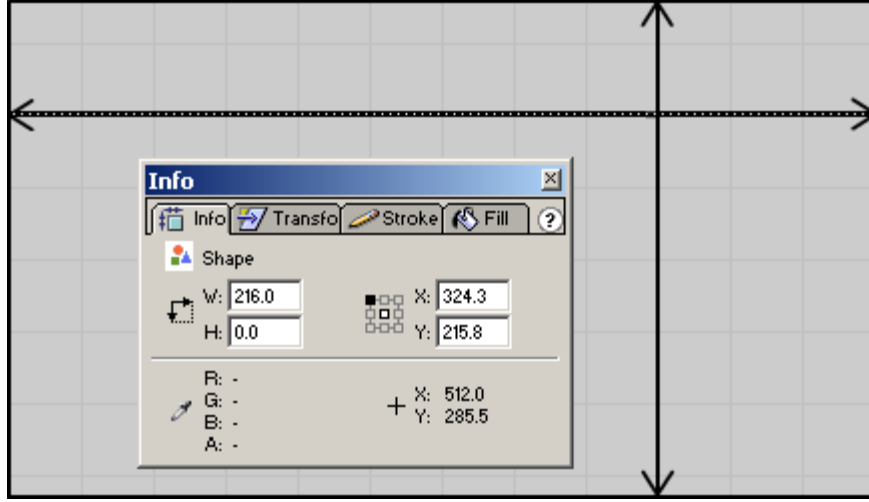 Info
Info Transfo Stroke Fill ?
Shape
W: 216.0 X: 324.3
H: 0.0 Y: 215.8
R: -
G: - X: 512.0
B: - Y: 285.5
A: -